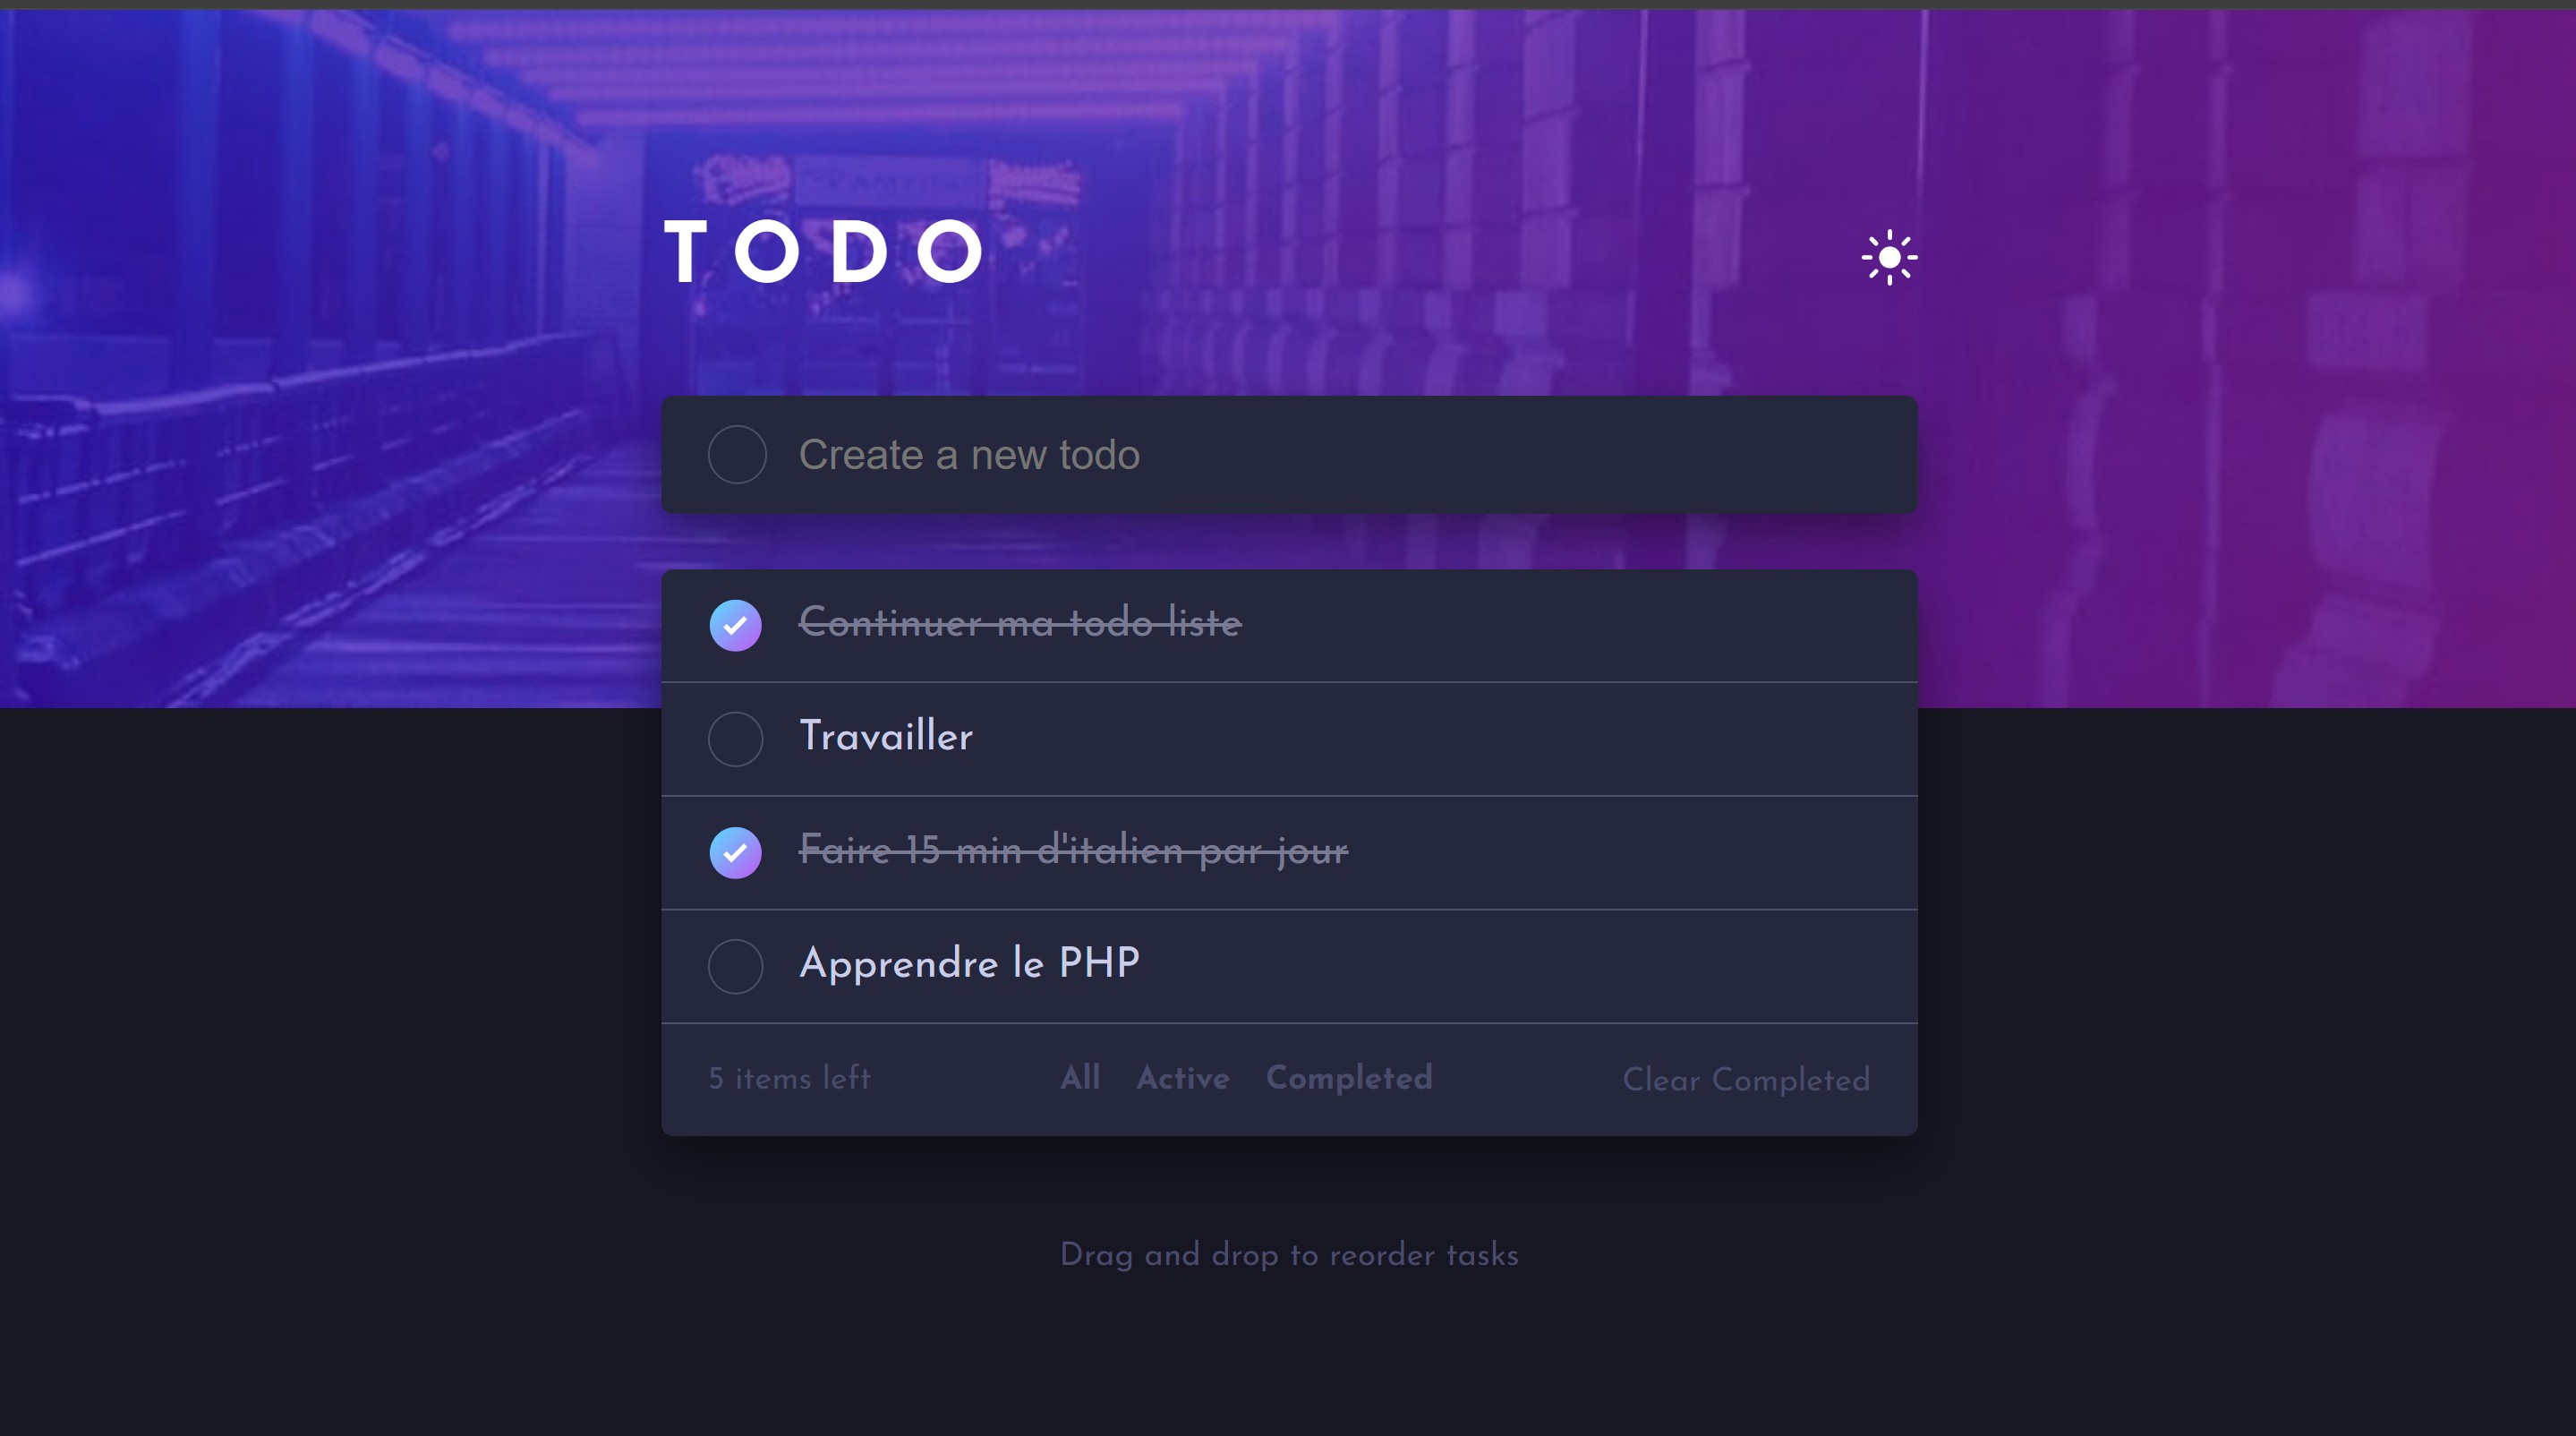 TODO
Create a new todo
Continuer ma todo liste
Travailler
Faire 15 min d'italien par jour
Apprendre le PHP
5 items left All Active Completed Clear Completed
Drag and drop to reorder tasks